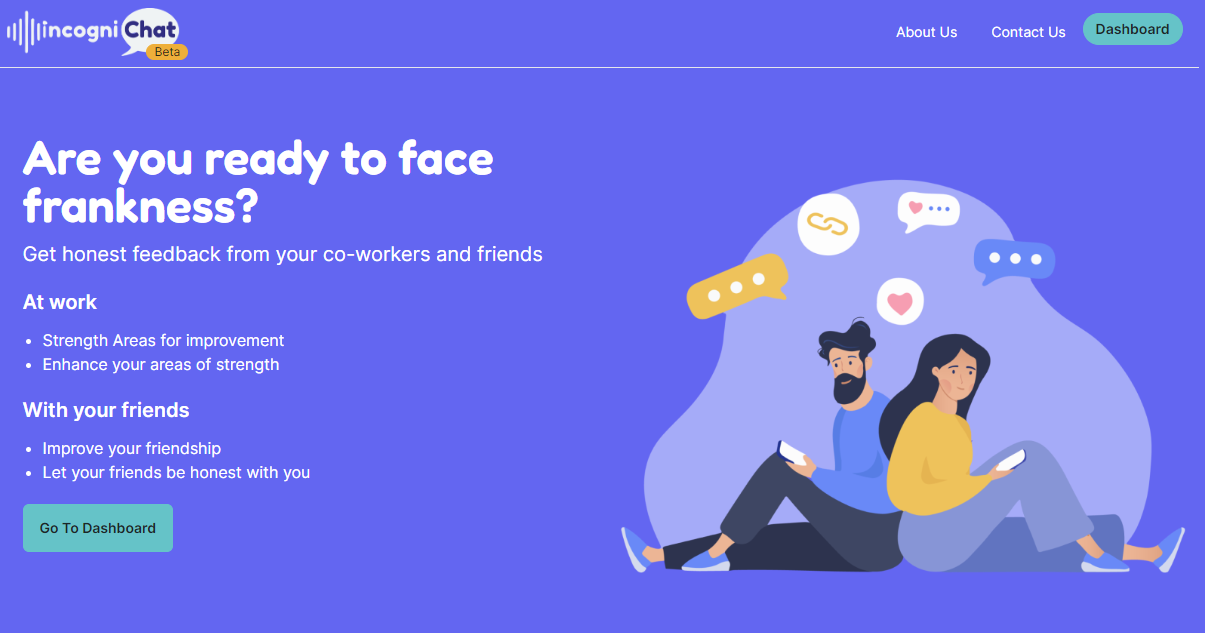 incogni Chat
Beta
About Us
Contact Us
Dashboard
Are you ready to face
frankness?
Get honest feedback from your co-workers and friends
At work
• Strength Areas for improvement
• Enhance your areas of strength
With your friends
• Improve your friendship
• Let your friends be honest with you
Go To Dashboard